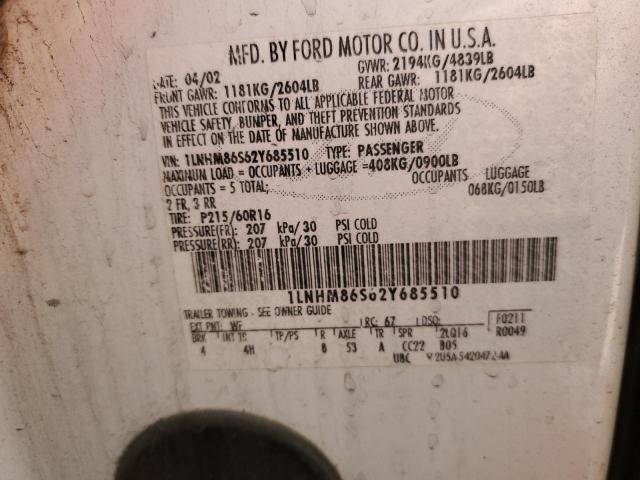 MFD. BY FORD MOTOR CO. IN U.S.A.
DATE: 04/02 GVWR: 2194KG/4839LB
FRONT GAWR: 1181KG/2604LB REAR GAWR: 1181KG/2604LB
THIS VEHICLE CONFORMS TO ALL APPLICABLE FEDERAL MOTOR
VEHICLE SAFETY, BUMPER, AND THEFT PREVENTION STANDARDS
IN EFFECT ON THE DATE OF MANUFACTURE SHOWN ABOVE.
VIN: 1LNHM86S62Y685510 TYPE: PASSENGER
MAXIMUM LOAD = OCCUPANTS + LUGGAGE =408KG/0900LB
OCCUPANTS = 5 TOTAL; OCCUPANTS LUGGAGE
2 FR, 3 RR 068KG/0150LB
TIRE: P215/60R16
PRESSURE(FR): 207 kPa/30 PSI COLD
PRESSURE(RR): 207 kPa/30 PSI COLD
1LNHM86S62Y685510
TRAILER TOWING - SEE OWNER GUIDE
EXT PNT: WF RC: 67 DSO: F0211
BRK INT TR TP/PS R AXLE TR SPR 2LQ16 R0049
4 4H 8 53 A CC22 B05
UBC